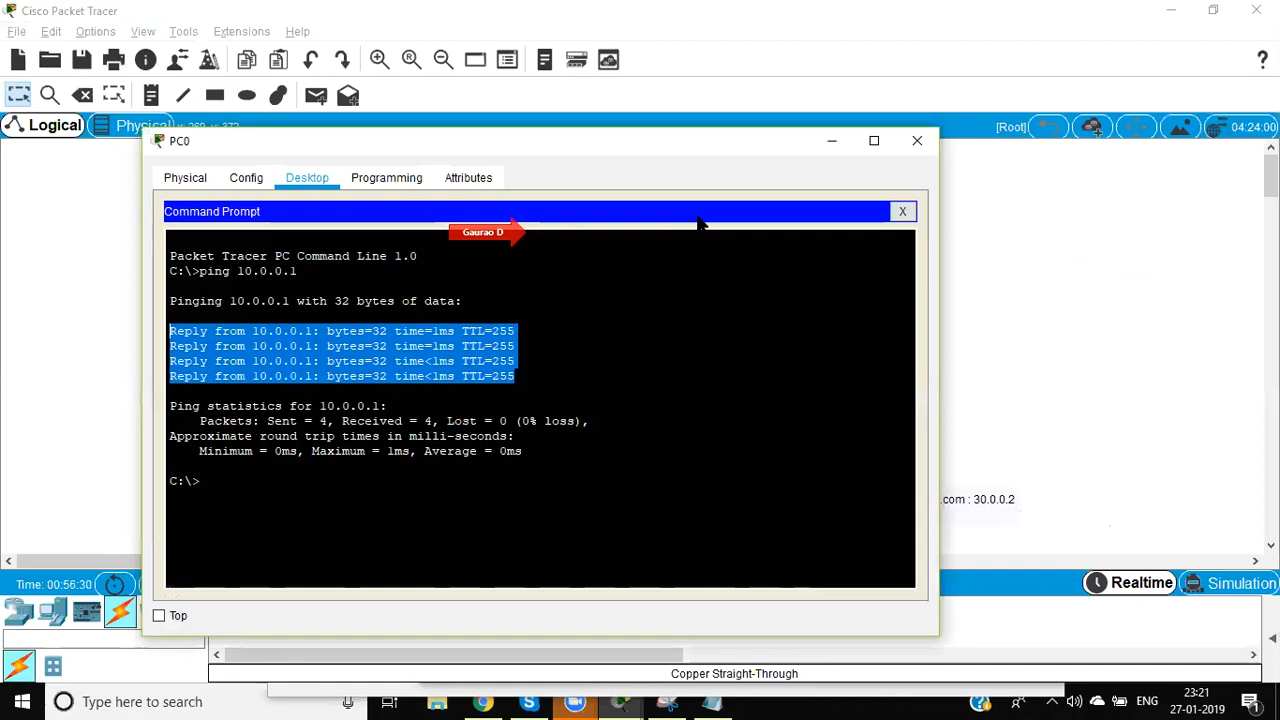 Cisco Packet Tracer
File Edit Options View Tools Extensions Help
Logical Physical x: 269, y: 372 [Root] 04:24:00
PC0
Physical Config Desktop Programming Attributes
Command Prompt X
Gaurao D
Packet Tracer PC Command Line 1.0
C:\>ping 10.0.0.1
Pinging 10.0.0.1 with 32 bytes of data:
Reply from 10.0.0.1: bytes=32 time=1ms TTL=255
Reply from 10.0.0.1: bytes=32 time=1ms TTL=255
Reply from 10.0.0.1: bytes=32 time<1ms TTL=255
Reply from 10.0.0.1: bytes=32 time<1ms TTL=255
Ping statistics for 10.0.0.1:
Packets: Sent = 4, Received = 4, Lost = 0 (0% loss),
Approximate round trip times in milli-seconds:
Minimum = 0ms, Maximum = 1ms, Average = 0ms
C:\>
.com : 30.0.0.2
Time: 00:56:30 Realtime Simulation
Top
Copper Straight-Through
Type here to search ENG 23:21
27-01-2019